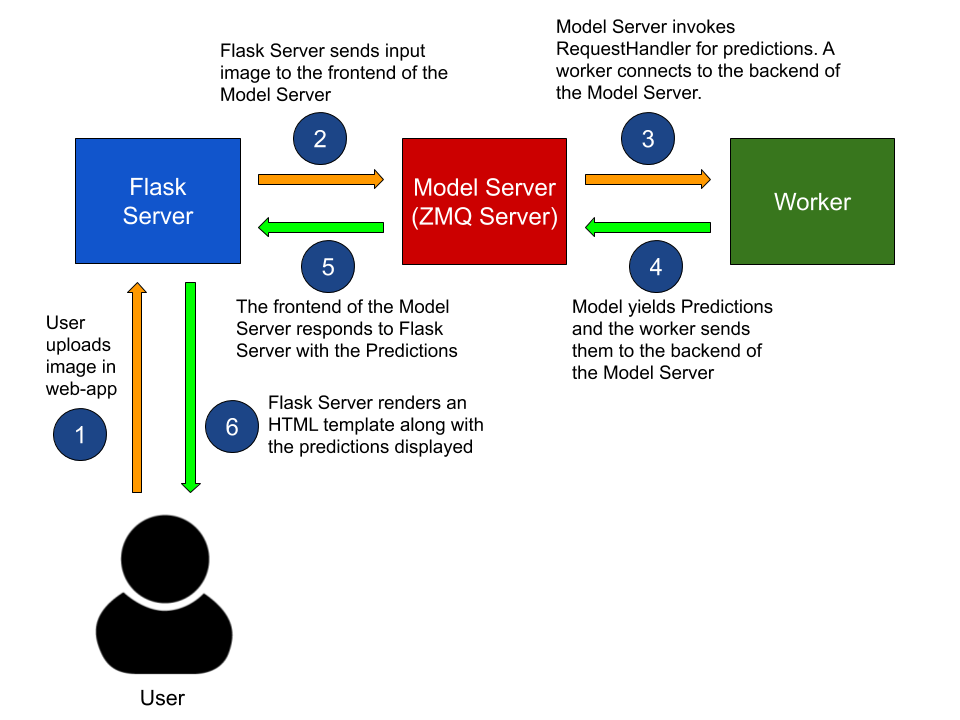 Flask Server sends input
image to the frontend of the
Model Server
Model Server invokes
RequestHandler for predictions. A
worker connects to the backend of
the Model Server.
2
3
Flask
Server
Model Server
(ZMQ Server)
Worker
5
4
The frontend of the Model
Server responds to Flask
Server with the Predictions
Model yields Predictions
and the worker sends
them to the backend of
the Model Server
User
uploads
image in
web-app
1
6
Flask Server renders an
HTML template along with
the predictions displayed
User